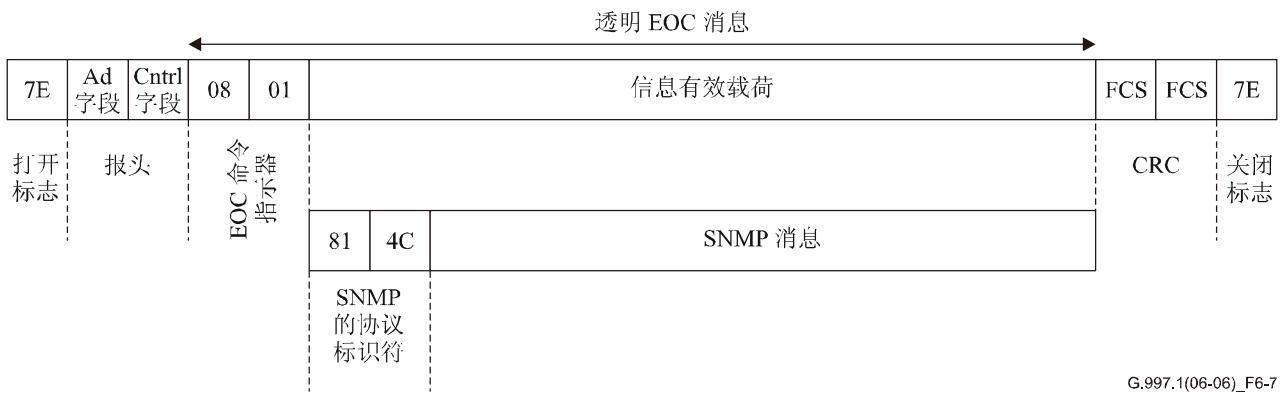 透明 EOC 消息
7E
Ad
字段
Cntrl
字段
08
01
信息有效载荷
FCS
FCS
7E
打开
标志
报头
EOC 命令
指示器
CRC
关闭
标志
81
4C
SNMP 消息
SNMP
的协议
标识符
G.997.1(06-06)_F6-7